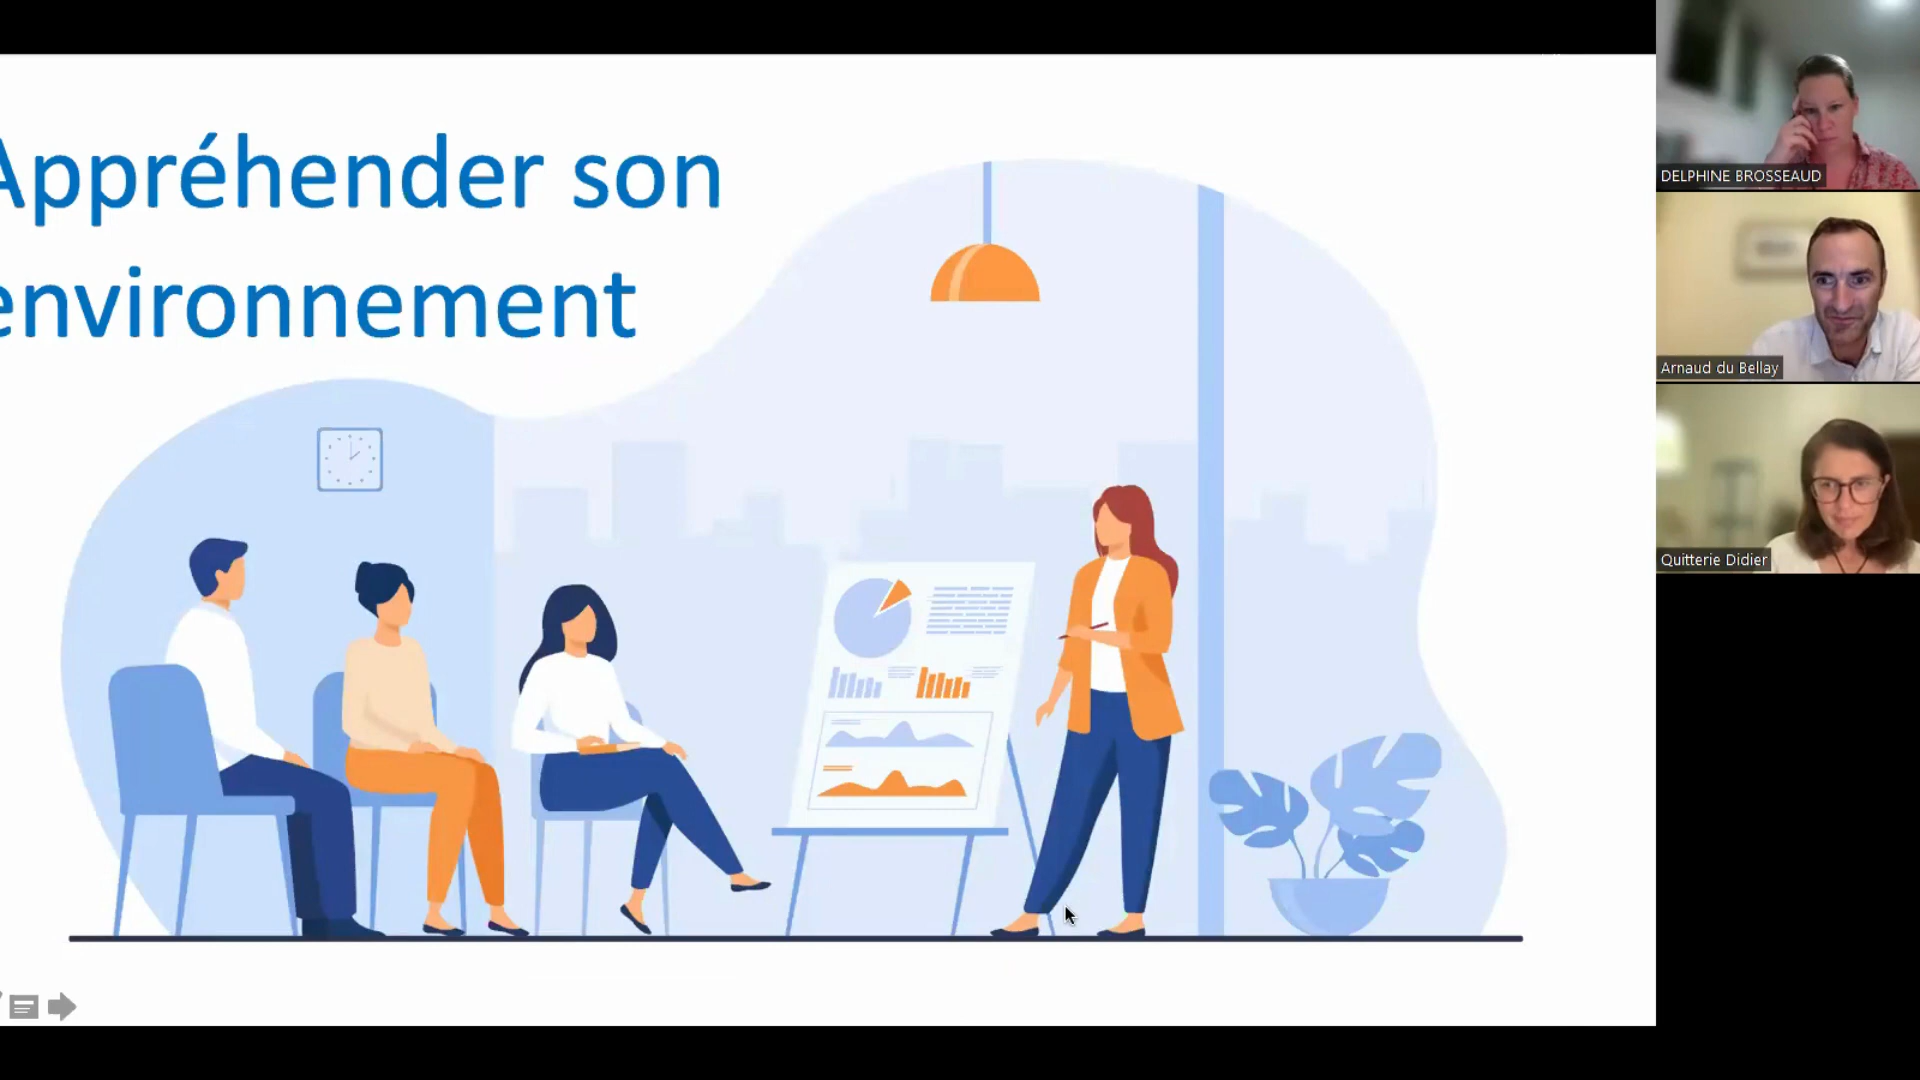 Appréhender son
environnement
DELPHINE BROSSEAUD
Arnaud du Bellay
Quitterie Didier